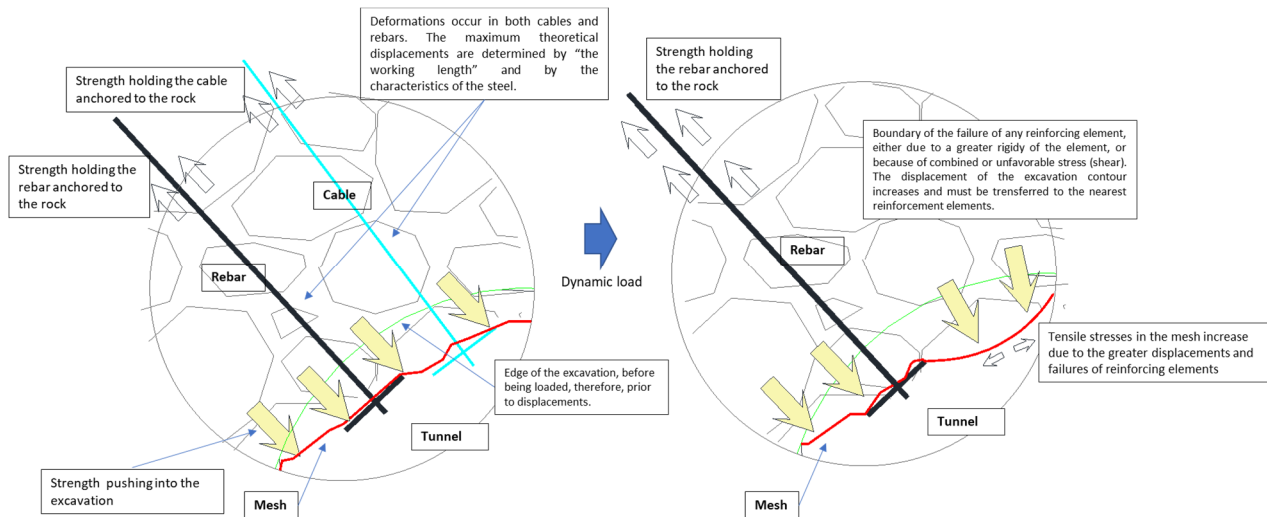 Deformations occur in both cables and
rebars. The maximum theoretical
displacements are determined by “the
working length” and by the
characteristics of the steel.
Strength holding the cable
anchored to the rock
Strength holding the
rebar anchored to
the rock
Cable
Rebar
Edge of the excavation, before
being loaded, therefore, prior
to displacements.
Tunnel
Strength pushing into the
excavation
Mesh
Dynamic load
Strength holding
the rebar anchored
to the rock
Boundary of the failure of any reinforcing element,
either due to a greater rigidy of the element, or
because of combined or unfavorable stress (shear).
The displacement of the excavation contour
increases and must be trensferred to the nearest
reinforcement elements.
Rebar
Tensile stresses in the mesh increase
due to the greater displacements and
failures of reinforcing elements
Tunnel
Mesh